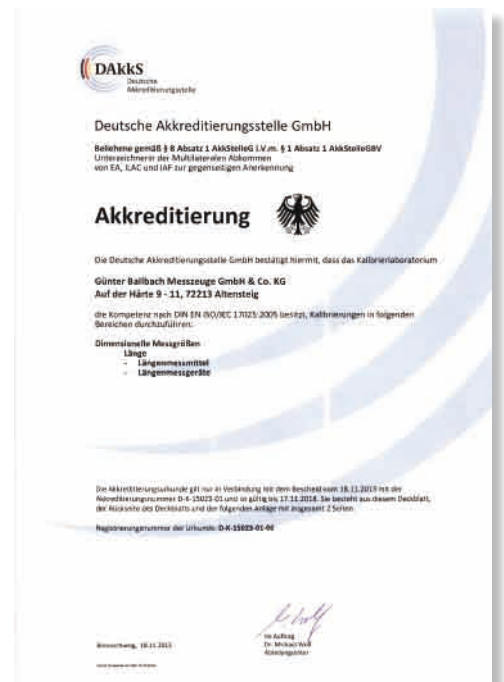 DAkkS
Deutsche
Akkreditierungsstelle
Deutsche Akkreditierungsstelle GmbH
Beliehene gemäß § 8 Absatz 1 AkkStelleG i.V.m. § 1 Absatz 1 AkkStelleGBV
Unterzeichnerin der Multilateralen Abkommen
von EA, ILAC und IAF zur gegenseitigen Anerkennung
Akkreditierung
Die Deutsche Akkreditierungsstelle GmbH bestätigt hiermit, dass das Kalibrierlaboratorium
Günter Ballbach Messzeuge GmbH & Co. KG
Auf der Härte 9 - 11, 72213 Altensteig
die Kompetenz nach DIN EN ISO/IEC 17025:2005 besitzt, Kalibrierungen in folgenden
Bereichen durchzuführen:
Dimensionelle Messgrößen
Länge
- Längenmessmittel
- Längenmessgeräte
Die Akkreditierungsurkunde gilt nur in Verbindung mit dem Bescheid vom 18.11.2013 mit der
Akkreditierungsnummer D-K-15023-01 und ist gültig bis 17.11.2018. Sie besteht aus diesem Deckblatt,
der Rückseite des Deckblatts und der folgenden Anlage mit insgesamt 2 Seiten.
Registrierungsnummer der Urkunde: D-K-15023-01-00
Im Auftrag
Braunschweig, 18.11.2013
Dr. Michael Wolf
Abteilungsleiter